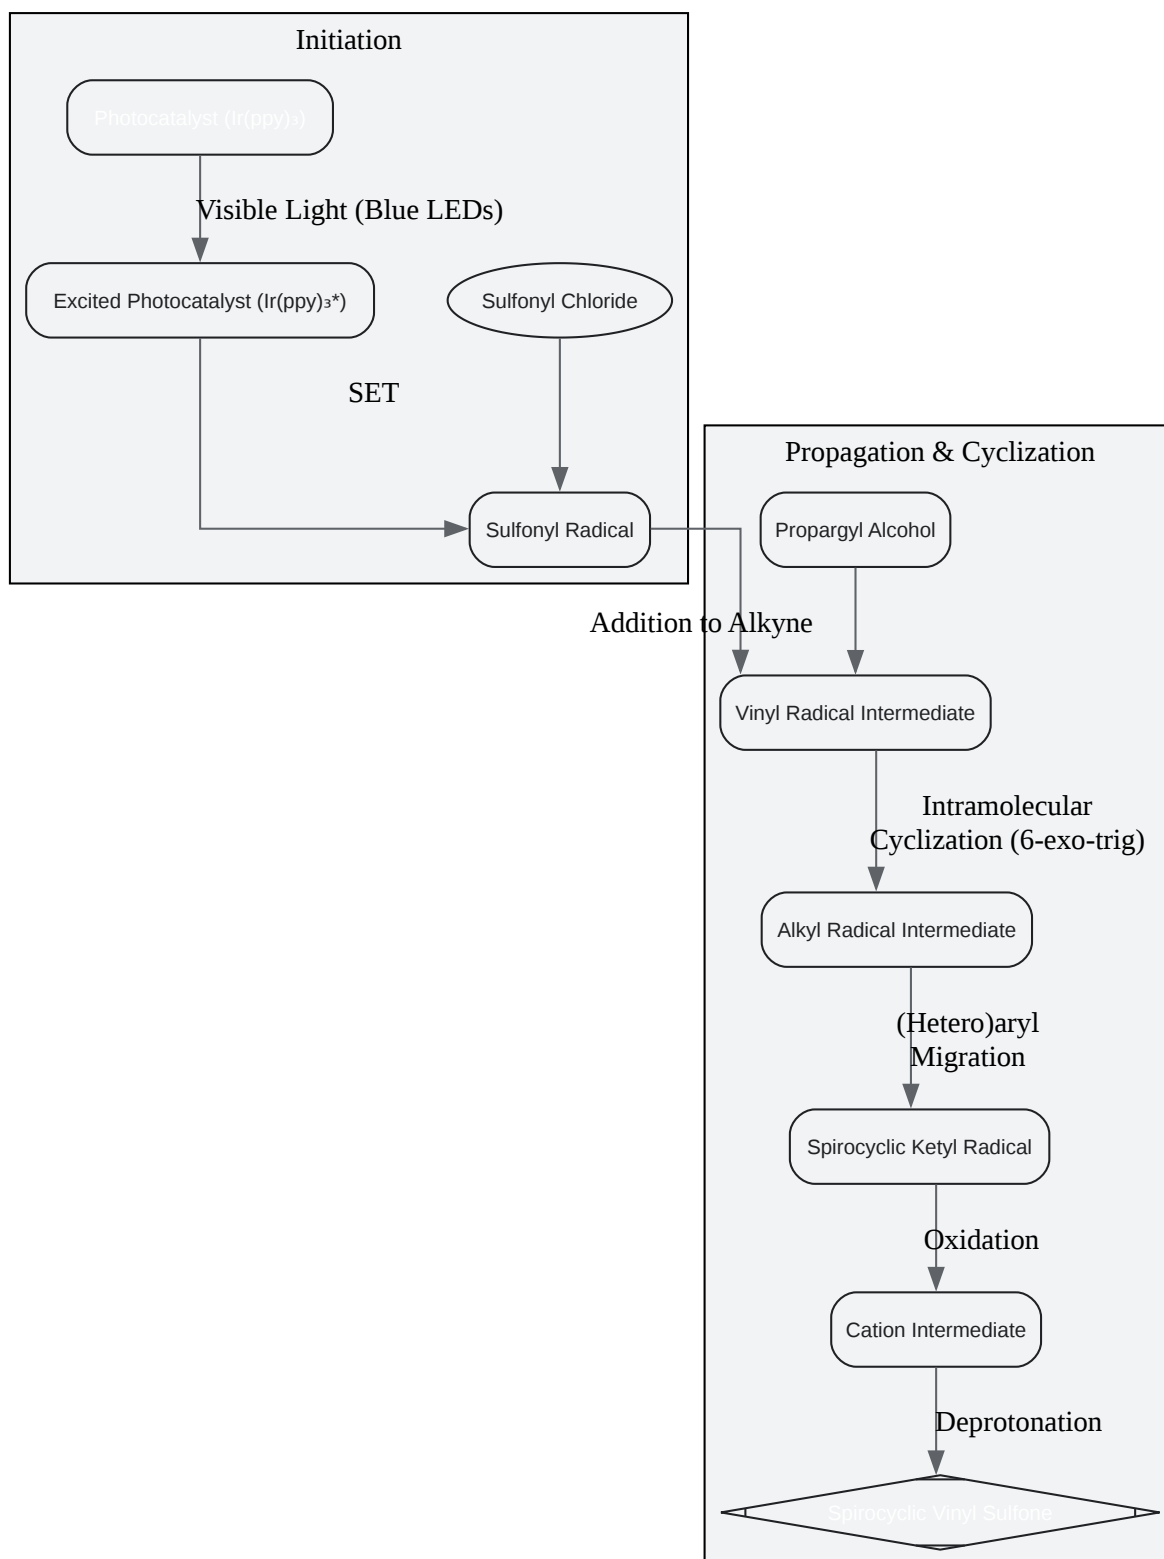 Initiation
Photocatalyst (Ir(ppy)₃)
Visible Light (Blue LEDs)
Excited Photocatalyst (Ir(ppy)₃*)
Sulfonyl Chloride
SET
Sulfonyl Radical
Propagation & Cyclization
Propargyl Alcohol
Addition to Alkyne
Vinyl Radical Intermediate
Intramolecular
Cyclization (6-exo-trig)
Alkyl Radical Intermediate
(Hetero)aryl
Migration
Spirocyclic Ketyl Radical
Oxidation
Cation Intermediate
Deprotonation
Spirocyclic Vinyl Sulfone